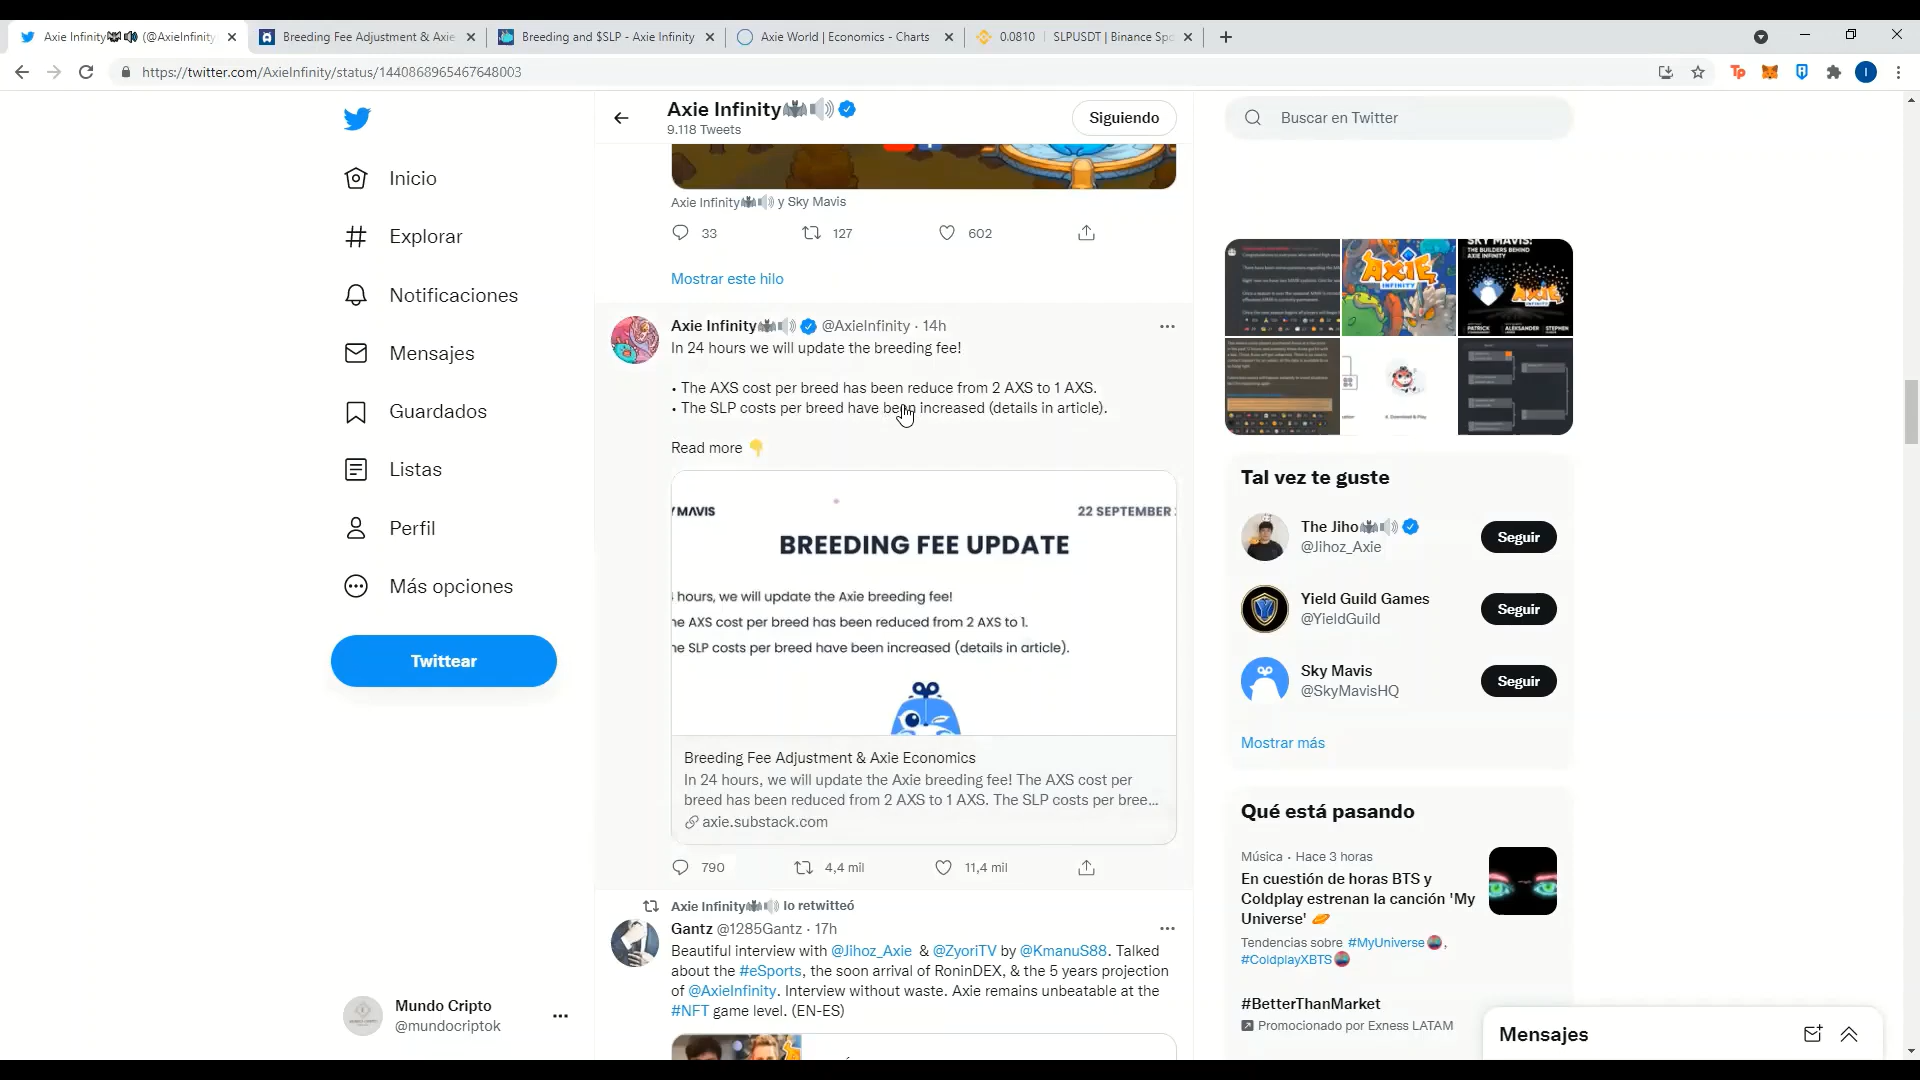 Axie Infinity (@AxieInfinity
Breeding Fee Adjustment & Axie
Breeding and $SLP - Axie Infinity
Axie World | Economics - Charts
0.0810 | SLPUSDT | Binance Spo
https://twitter.com/AxieInfinity/status/1440868965467648003
Tp
I
Inicio
Explorar
Notificaciones
Mensajes
Guardados
Listas
Perfil
Más opciones
Twittear
Mundo Cripto
@mundocriptok
Axie Infinity
9.118 Tweets
Siguiendo
Axie Infinity y Sky Mavis
33
127
602
Mostrar este hilo
Axie Infinity @AxieInfinity · 14h
In 24 hours we will update the breeding fee!
• The AXS cost per breed has been reduce from 2 AXS to 1 AXS.
• The SLP costs per breed have been increased (details in article).
Read more 👇
Y MAVIS
22 SEPTEMBER
BREEDING FEE UPDATE
hours, we will update the Axie breeding fee!
he AXS cost per breed has been reduced from 2 AXS to 1.
he SLP costs per breed have been increased (details in article).
Breeding Fee Adjustment & Axie Economics
In 24 hours, we will update the Axie breeding fee! The AXS cost per
breed has been reduced from 2 AXS to 1 AXS. The SLP costs per bree...
axie.substack.com
790
4,4 mil
11,4 mil
Axie Infinity lo retwitteó
Gantz @1285Gantz · 17h
Beautiful interview with @Jihoz_Axie & @ZyoriTV by @KmanuS88. Talked
about the #eSports, the soon arrival of RoninDEX, & the 5 years projection
of @AxieInfinity. Interview without waste. Axie remains unbeatable at the
#NFT game level. (EN-ES)
Buscar en Twitter
AXIE
INFINITY
SKY MAVIS:
THE BUILDERS BEHIND
AXIE INFINITY
PATRICK
ALEKSANDER
STEPHEN
Tal vez te guste
The Jiho
@Jihoz_Axie
Seguir
Yield Guild Games
@YieldGuild
Seguir
Sky Mavis
@SkyMavisHQ
Seguir
Mostrar más
Qué está pasando
Música · Hace 3 horas
En cuestión de horas BTS y
Coldplay estrenan la canción 'My
Universe'
Tendencias sobre #MyUniverse,
#ColdplayXBTS
#BetterThanMarket
Promocionado por Exness LATAM
Mensajes